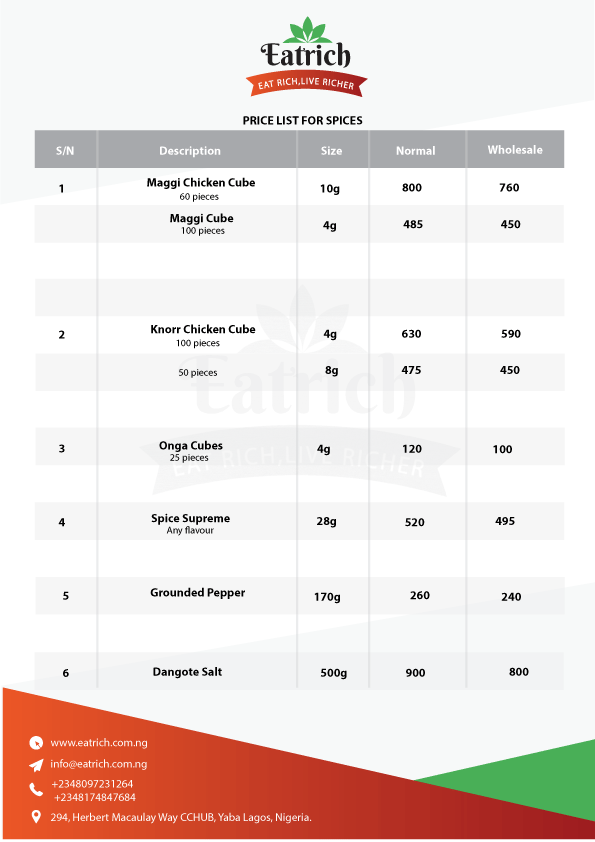 Eatrich
EAT RICH,LIVE RICHER
PRICE LIST FOR SPICES
S/N Description Size Normal Wholesale
1 Maggi Chicken Cube 10g 800 760
60 pieces
Maggi Cube 4g 485 450
100 pieces
2 Knorr Chicken Cube 4g 630 590
100 pieces
50 pieces 8g 475 450
Eatrich
3 Onga Cubes 4g 120 100
25 pieces
EAT RICH,LIVE RICHER
4 Spice Supreme 28g 520 495
Any flavour
5 Grounded Pepper 170g 260 240
6 Dangote Salt 500g 900 800
www.eatrich.com.ng
info@eatrich.com.ng
+2348097231264
+2348174847684
294, Herbert Macaulay Way CCHUB, Yaba Lagos, Nigeria.